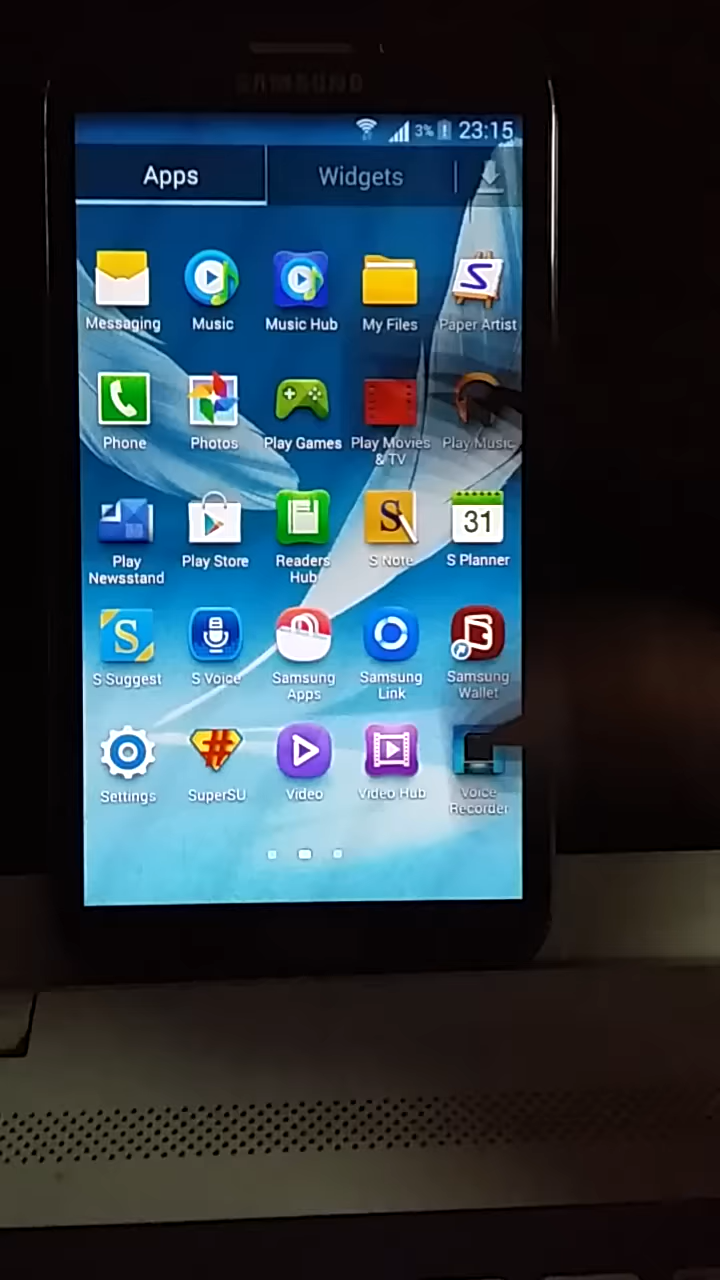 SAMSUNG
3% 23:15
Apps Widgets
Messaging Music Music Hub My Files Paper Artist
S
Phone Photos Play Games Play Movies & TV Play Music
S 31
Play Newsstand Play Store Readers Hub S Note S Planner
S
S Suggest S Voice Samsung Apps Samsung Link Samsung Wallet
#
Settings SuperSU Video Video Hub Voice Recorder